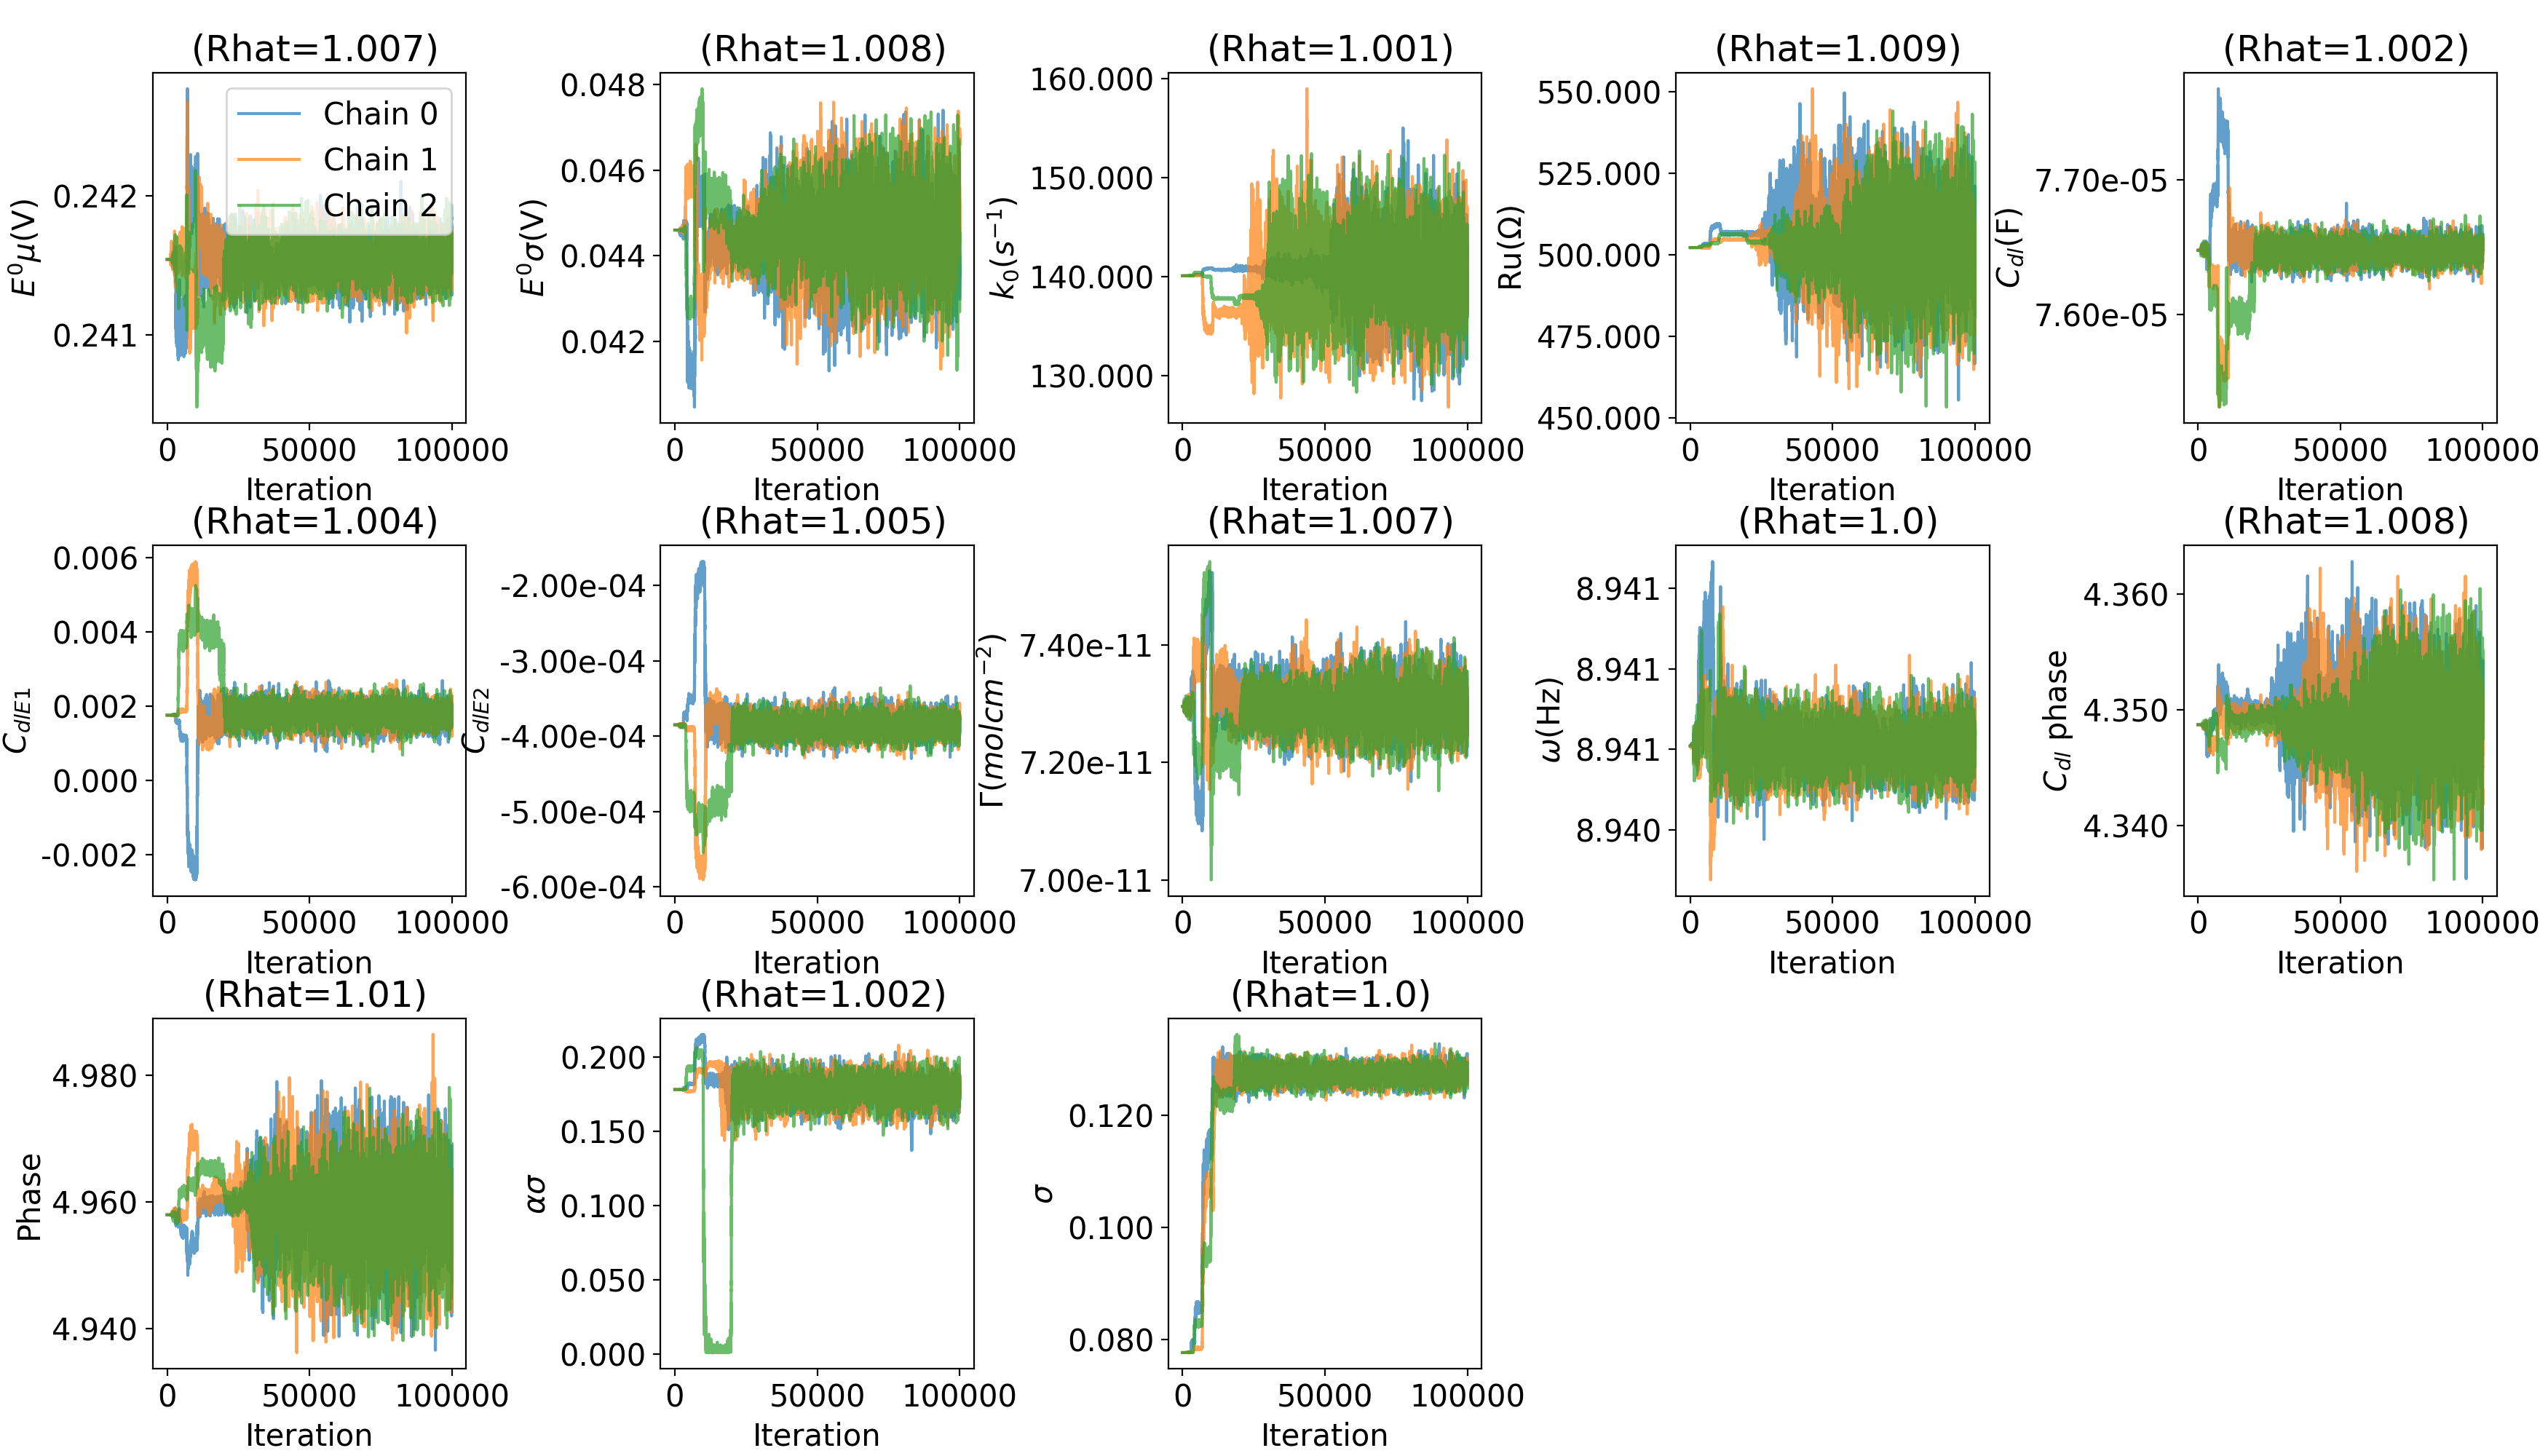 (Rhat=1.007)
(Rhat=1.008)
(Rhat=1.001)
(Rhat=1.009)
(Rhat=1.002)
E⁰μ(V)
0.242
0.241
Chain 0
Chain 1
Chain 2
0 50000 100000
Iteration
E⁰σ(V)
0.048
0.046
0.044
0.042
0 50000 100000
Iteration
k₀(s⁻¹)
160.000
150.000
140.000
130.000
0 50000 100000
Iteration
Ru(Ω)
550.000
525.000
500.000
475.000
450.000
0 50000 100000
Iteration
C_dl(F)
7.70e-05
7.60e-05
0 50000 100000
Iteration
(Rhat=1.004)
(Rhat=1.005)
(Rhat=1.007)
(Rhat=1.0)
(Rhat=1.008)
C_dlE1
0.006
0.004
0.002
0.000
-0.002
0 50000 100000
Iteration
C_dlE2
-2.00e-04
-3.00e-04
-4.00e-04
-5.00e-04
-6.00e-04
0 50000 100000
Iteration
Γ(molcm⁻²)
7.40e-11
7.20e-11
7.00e-11
0 50000 100000
Iteration
ω(Hz)
8.941
8.941
8.941
8.940
0 50000 100000
Iteration
C_dl phase
4.360
4.350
4.340
0 50000 100000
Iteration
(Rhat=1.01)
(Rhat=1.002)
(Rhat=1.0)
Phase
4.980
4.960
4.940
0 50000 100000
Iteration
ασ
0.200
0.150
0.100
0.050
0.000
0 50000 100000
Iteration
σ
0.120
0.100
0.080
0 50000 100000
Iteration